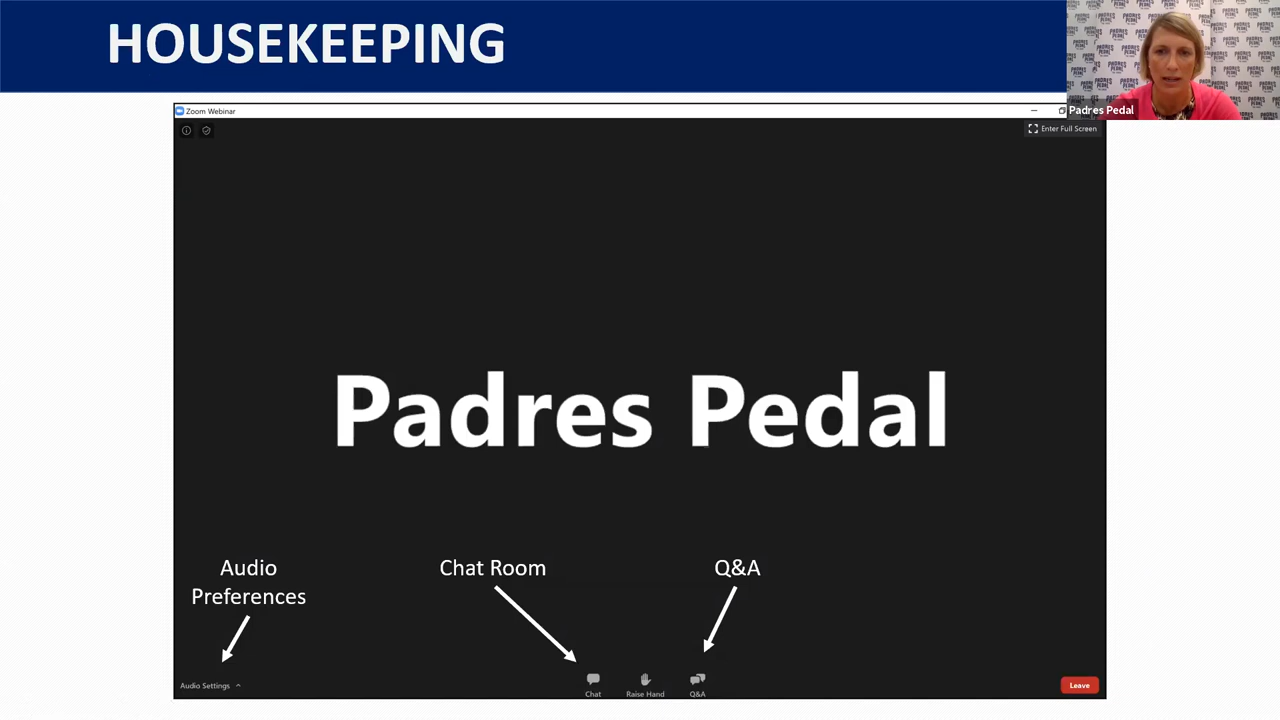 HOUSEKEEPING
Padres Pedal
Zoom Webinar
Enter Full Screen
Padres Pedal
Audio
Preferences
Chat Room
Q&A
Audio Settings
Chat
Raise Hand
Q&A
Leave